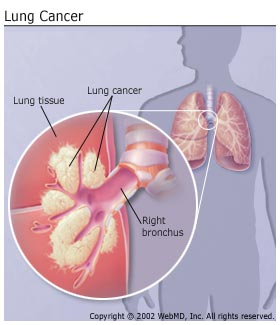 Lung Cancer
Lung cancer
Lung tissue
Right
bronchus
Copyright © 2002 WebMD, Inc. All rights reserved.